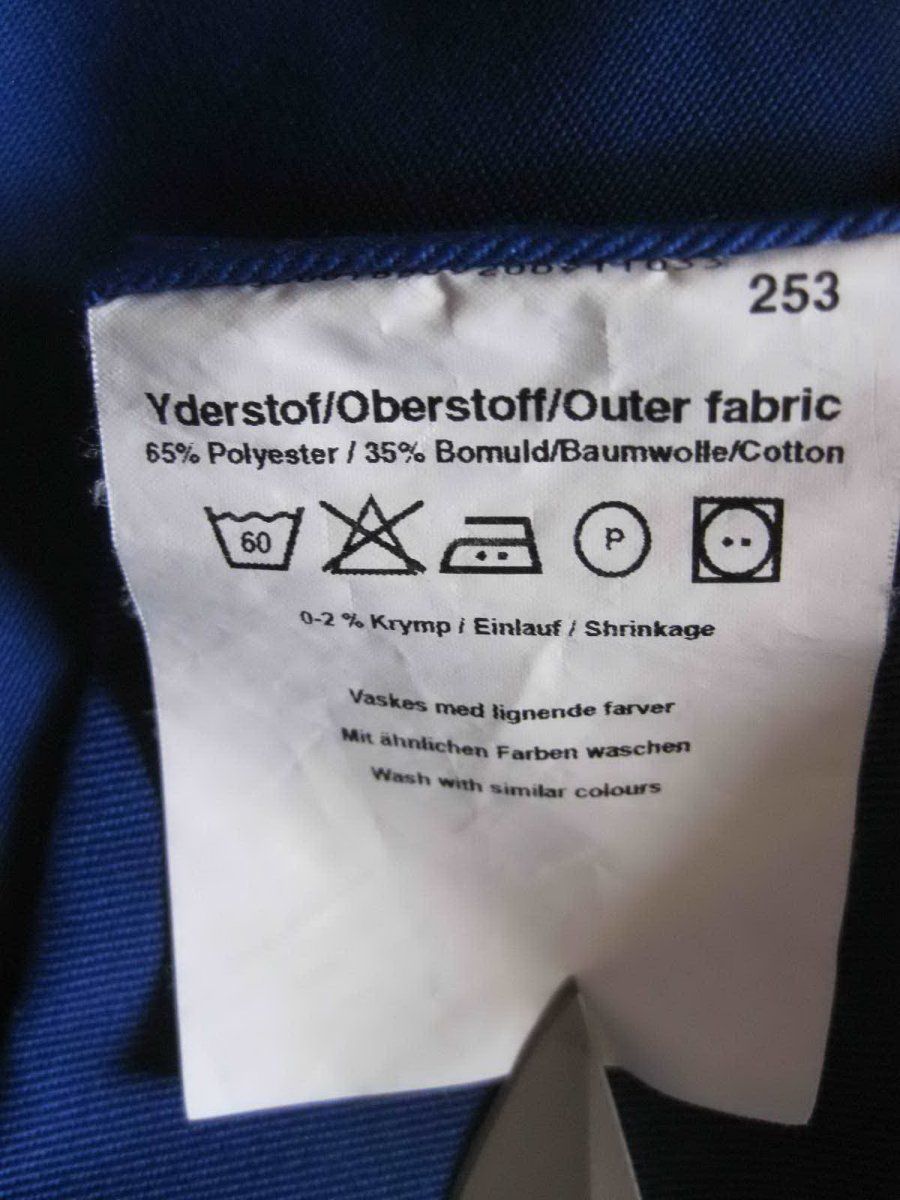 253
Yderstof/Oberstoff/Outer fabric
65% Polyester / 35% Bomuld/Baumwolle/Cotton
60 P
0-2 % Krymp / Einlauf / Shrinkage
Vaskes med lignende farver
Mit ähnlichen Farben waschen
Wash with similar colours